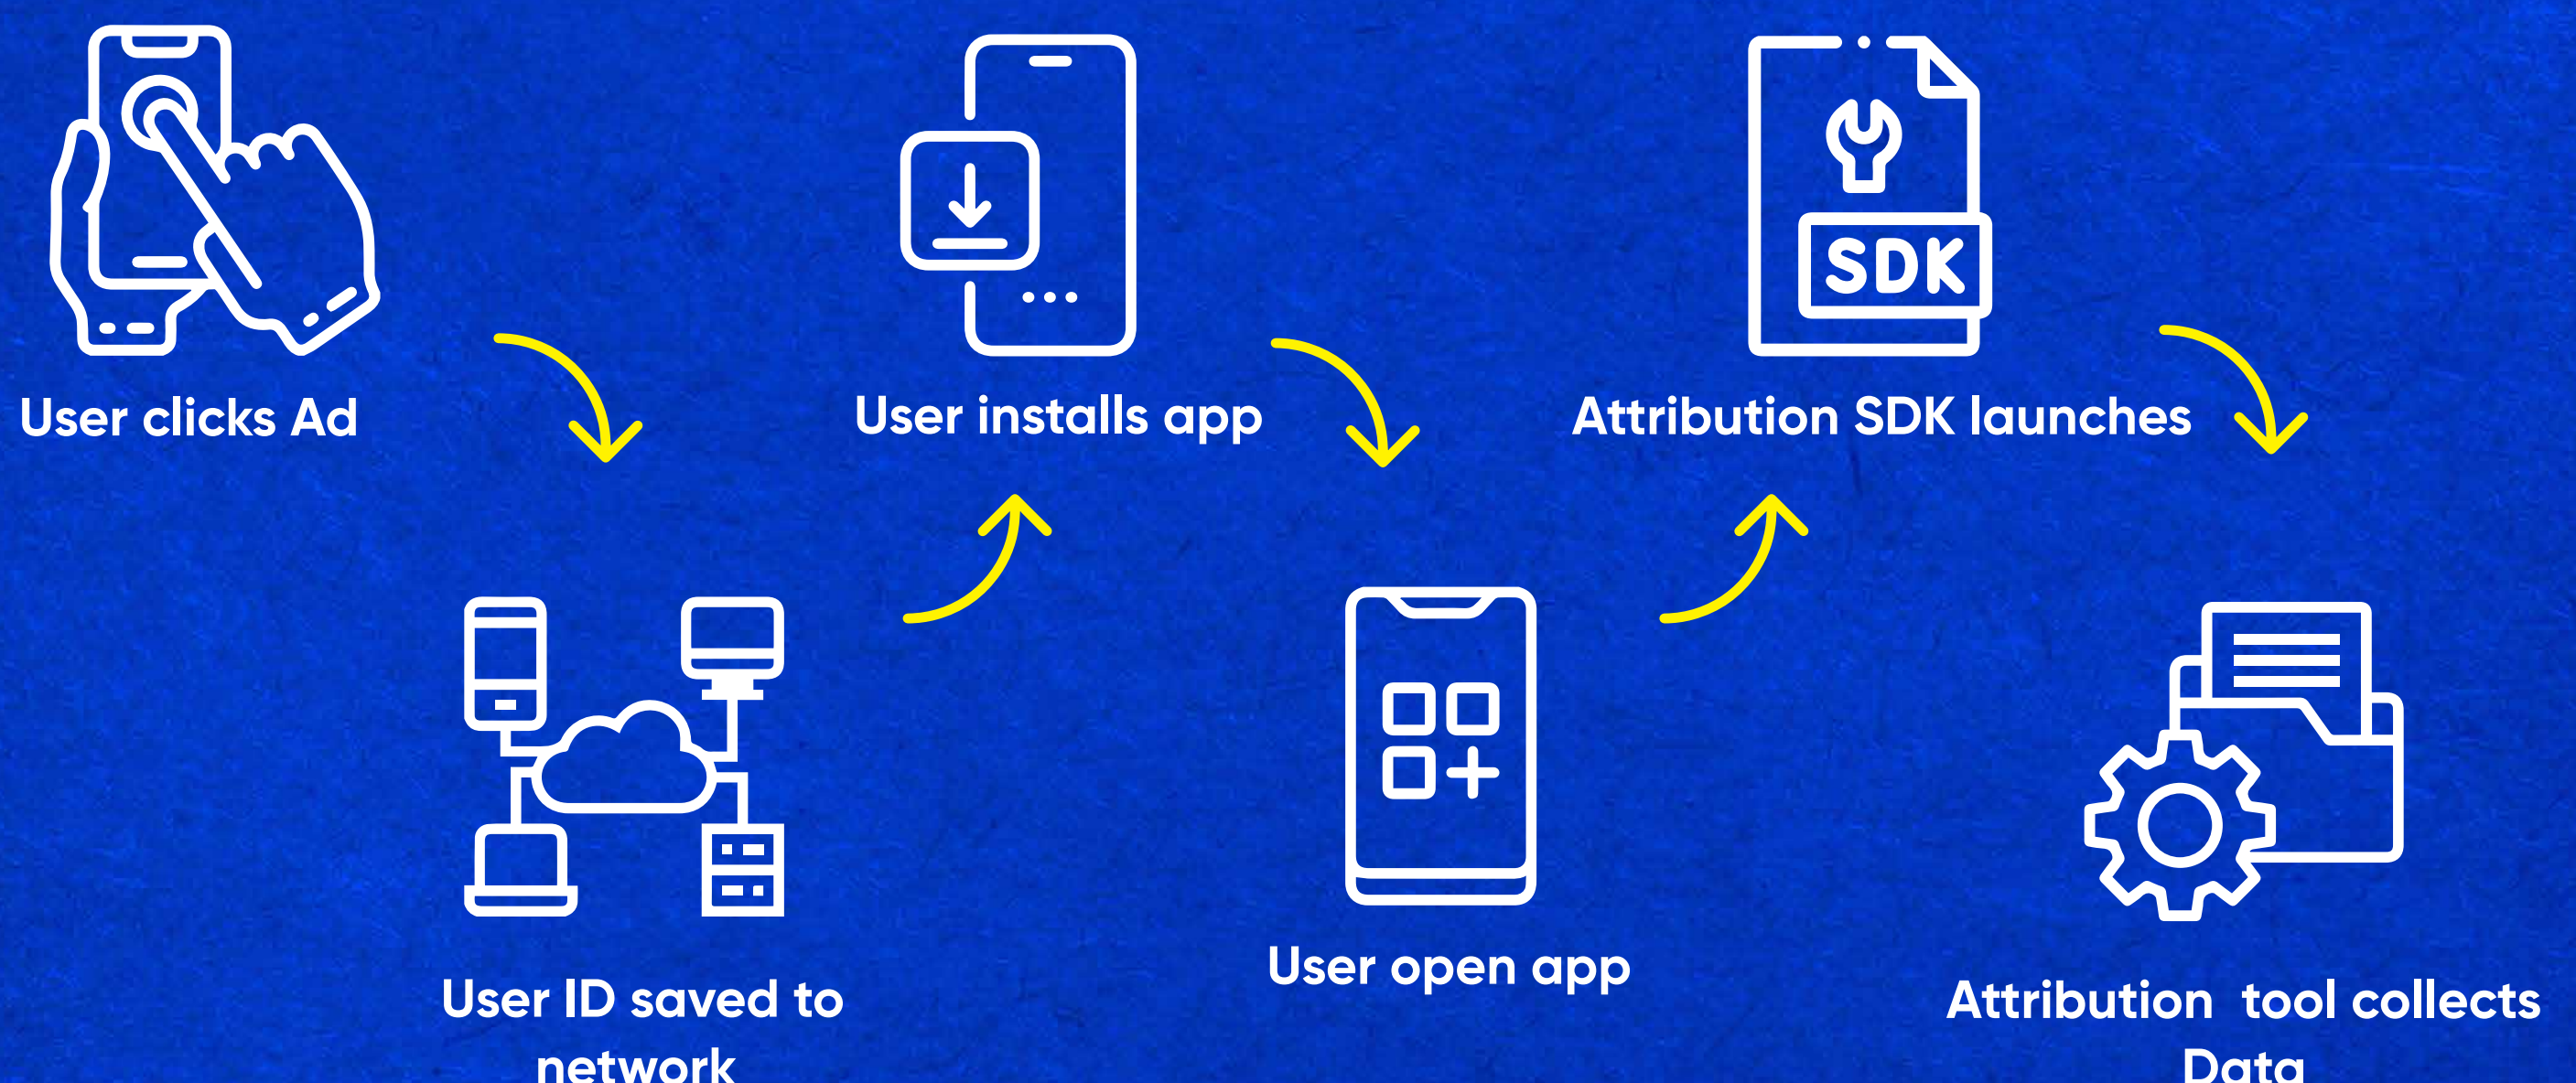 User clicks Ad
User ID saved to
network
User installs app
User open app
SDK
Attribution SDK launches
Attribution tool collects
Data